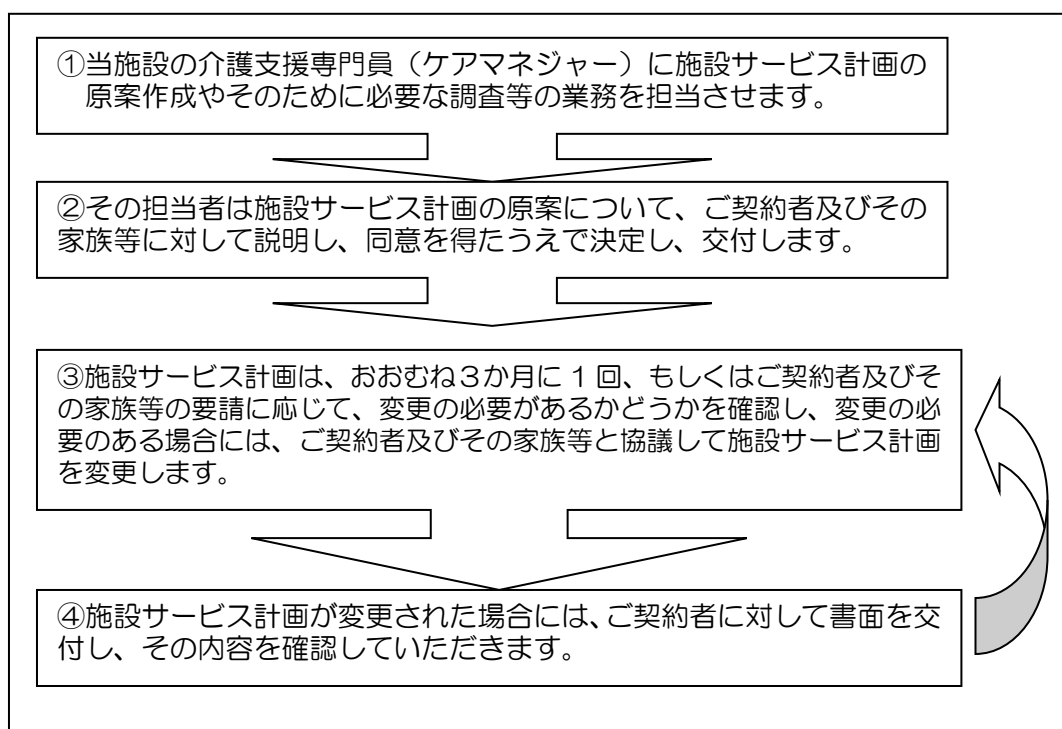 ①当施設の介護支援専門員（ケアマネジャー）に施設サービス計画の
原案作成やそのために必要な調査等の業務を担当させます。
②その担当者は施設サービス計画の原案について、ご契約者及びその
家族等に対して説明し、同意を得たうえで決定し、交付します。
③施設サービス計画は、おおむね３か月に 1 回、もしくはご契約者及びそ
の家族等の要請に応じて、変更の必要があるかどうかを確認し、変更の必
要のある場合には、ご契約者及びその家族等と協議して施設サービス計画
を変更します。
④施設サービス計画が変更された場合には、ご契約者に対して書面を交
付し、その内容を確認していただきます。